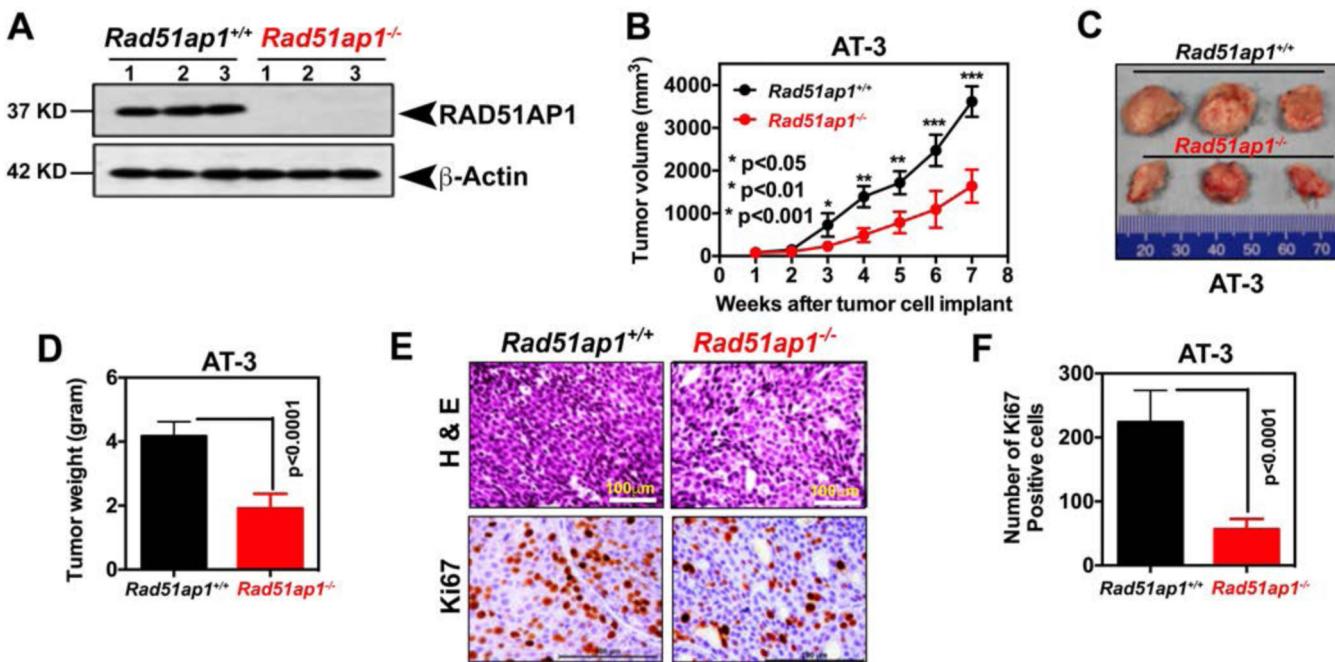 A
Rad51ap1+/+ Rad51ap1-/-
1 2 3 1 2 3
37 KD
RAD51AP1
42 KD
β-Actin
B
AT-3
Tumor volume (mm3)
4000
3000
2000
1000
0
Rad51ap1+/+
Rad51ap1-/-
* p<0.05
* p<0.01
* p<0.001
* ** ** *** ***
0 1 2 3 4 5 6 7 8
Weeks after tumor cell implant
C
Rad51ap1+/+
Rad51ap1-/-
20 30 40 50 60 70
AT-3
D
AT-3
Tumor weight (gram)
6
4
2
0
p<0.0001
Rad51ap1+/+ Rad51ap1-/-
E
Rad51ap1+/+ Rad51ap1-/-
H & E
100μm 100μm
Ki67
F
AT-3
Number of Ki67
Positive cells
300
200
100
0
p<0.0001
Rad51ap1+/+ Rad51ap1-/-